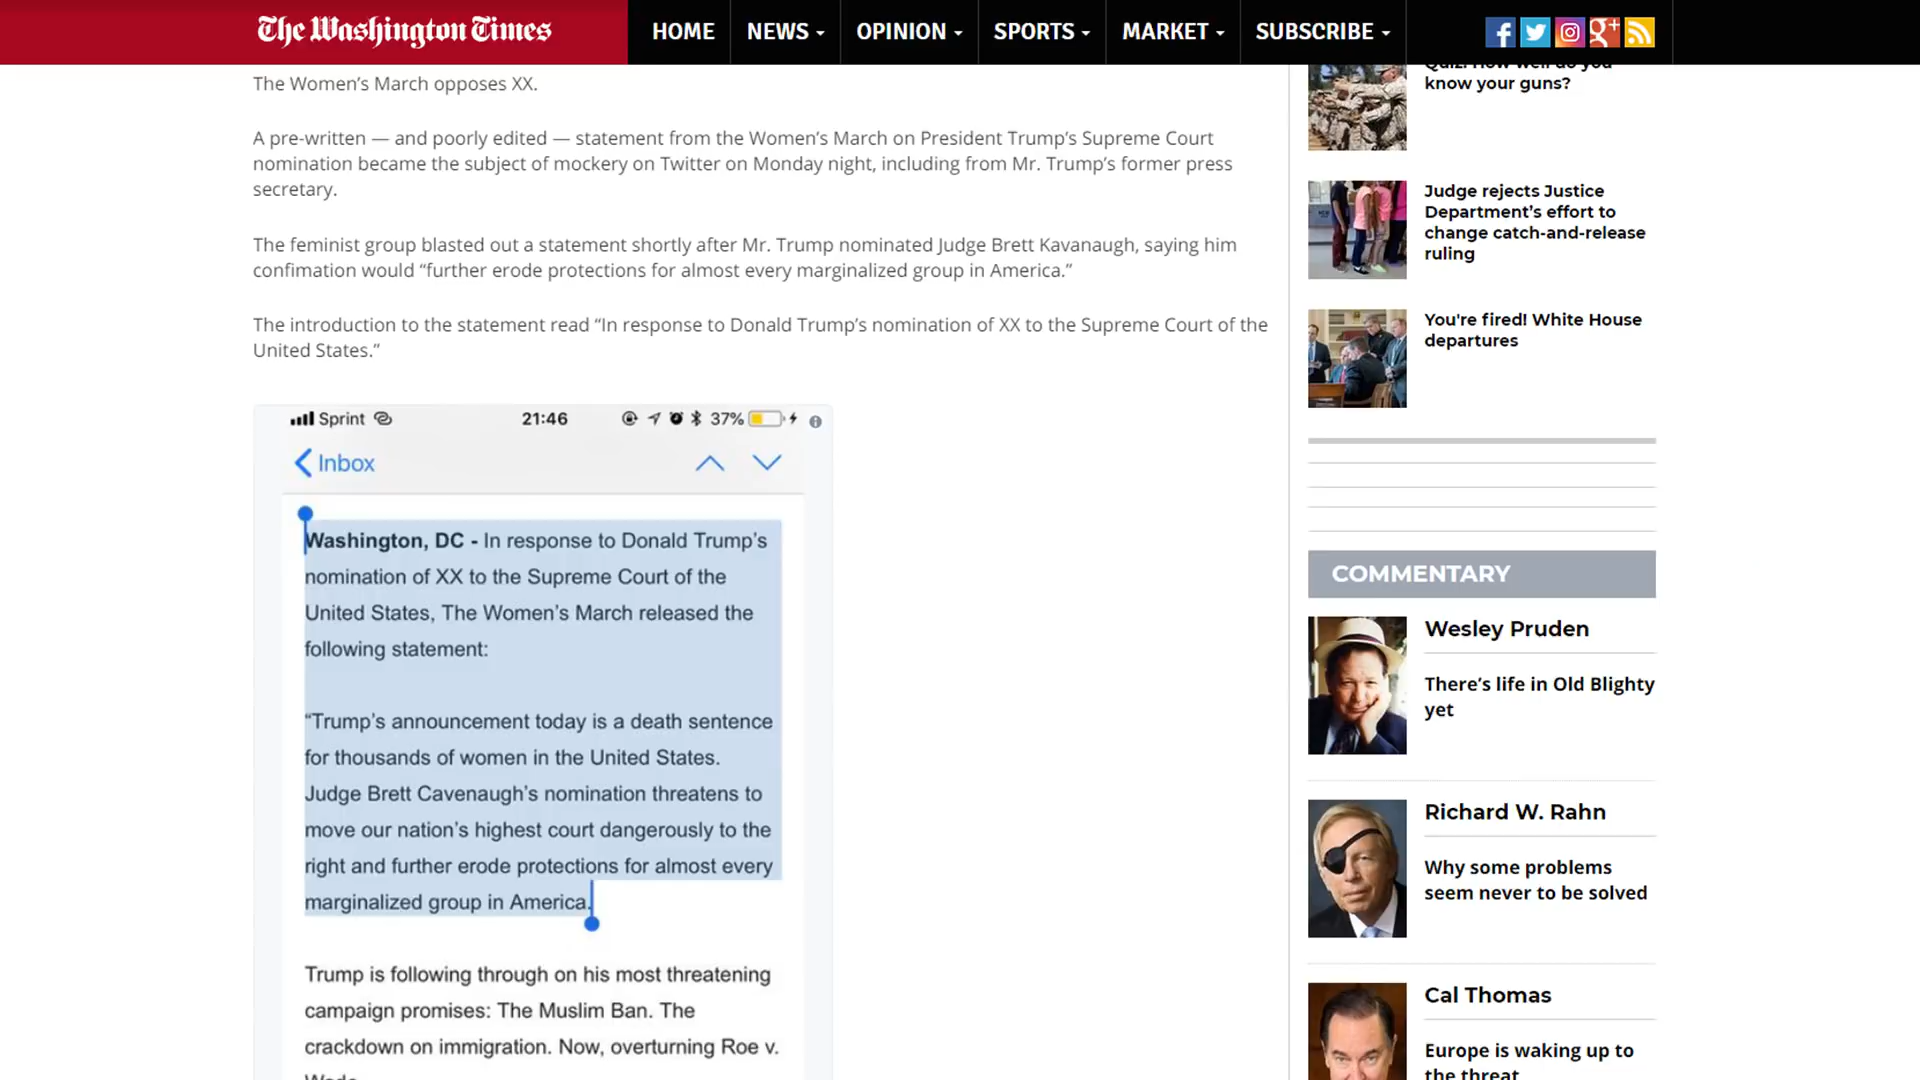 The Washington Times
HOME
NEWS
OPINION
SPORTS
MARKET
SUBSCRIBE
The Women’s March opposes XX.
A pre-written — and poorly edited — statement from the Women’s March on President Trump’s Supreme Court
nomination became the subject of mockery on Twitter on Monday night, including from Mr. Trump’s former press
secretary.
The feminist group blasted out a statement shortly after Mr. Trump nominated Judge Brett Kavanaugh, saying him
confimation would “further erode protections for almost every marginalized group in America.”
The introduction to the statement read “In response to Donald Trump’s nomination of XX to the Supreme Court of the
United States.”
Sprint
21:46
37%
Inbox
Washington, DC - In response to Donald Trump’s
nomination of XX to the Supreme Court of the
United States, The Women’s March released the
following statement:
“Trump’s announcement today is a death sentence
for thousands of women in the United States.
Judge Brett Cavenaugh’s nomination threatens to
move our nation’s highest court dangerously to the
right and further erode protections for almost every
marginalized group in America.
Trump is following through on his most threatening
campaign promises: The Muslim Ban. The
crackdown on immigration. Now, overturning Roe v.
Wade.
Quiz: How well do you
know your guns?
Judge rejects Justice
Department’s effort to
change catch-and-release
ruling
You're fired! White House
departures
COMMENTARY
Wesley Pruden
There’s life in Old Blighty
yet
Richard W. Rahn
Why some problems
seem never to be solved
Cal Thomas
Europe is waking up to
the threat